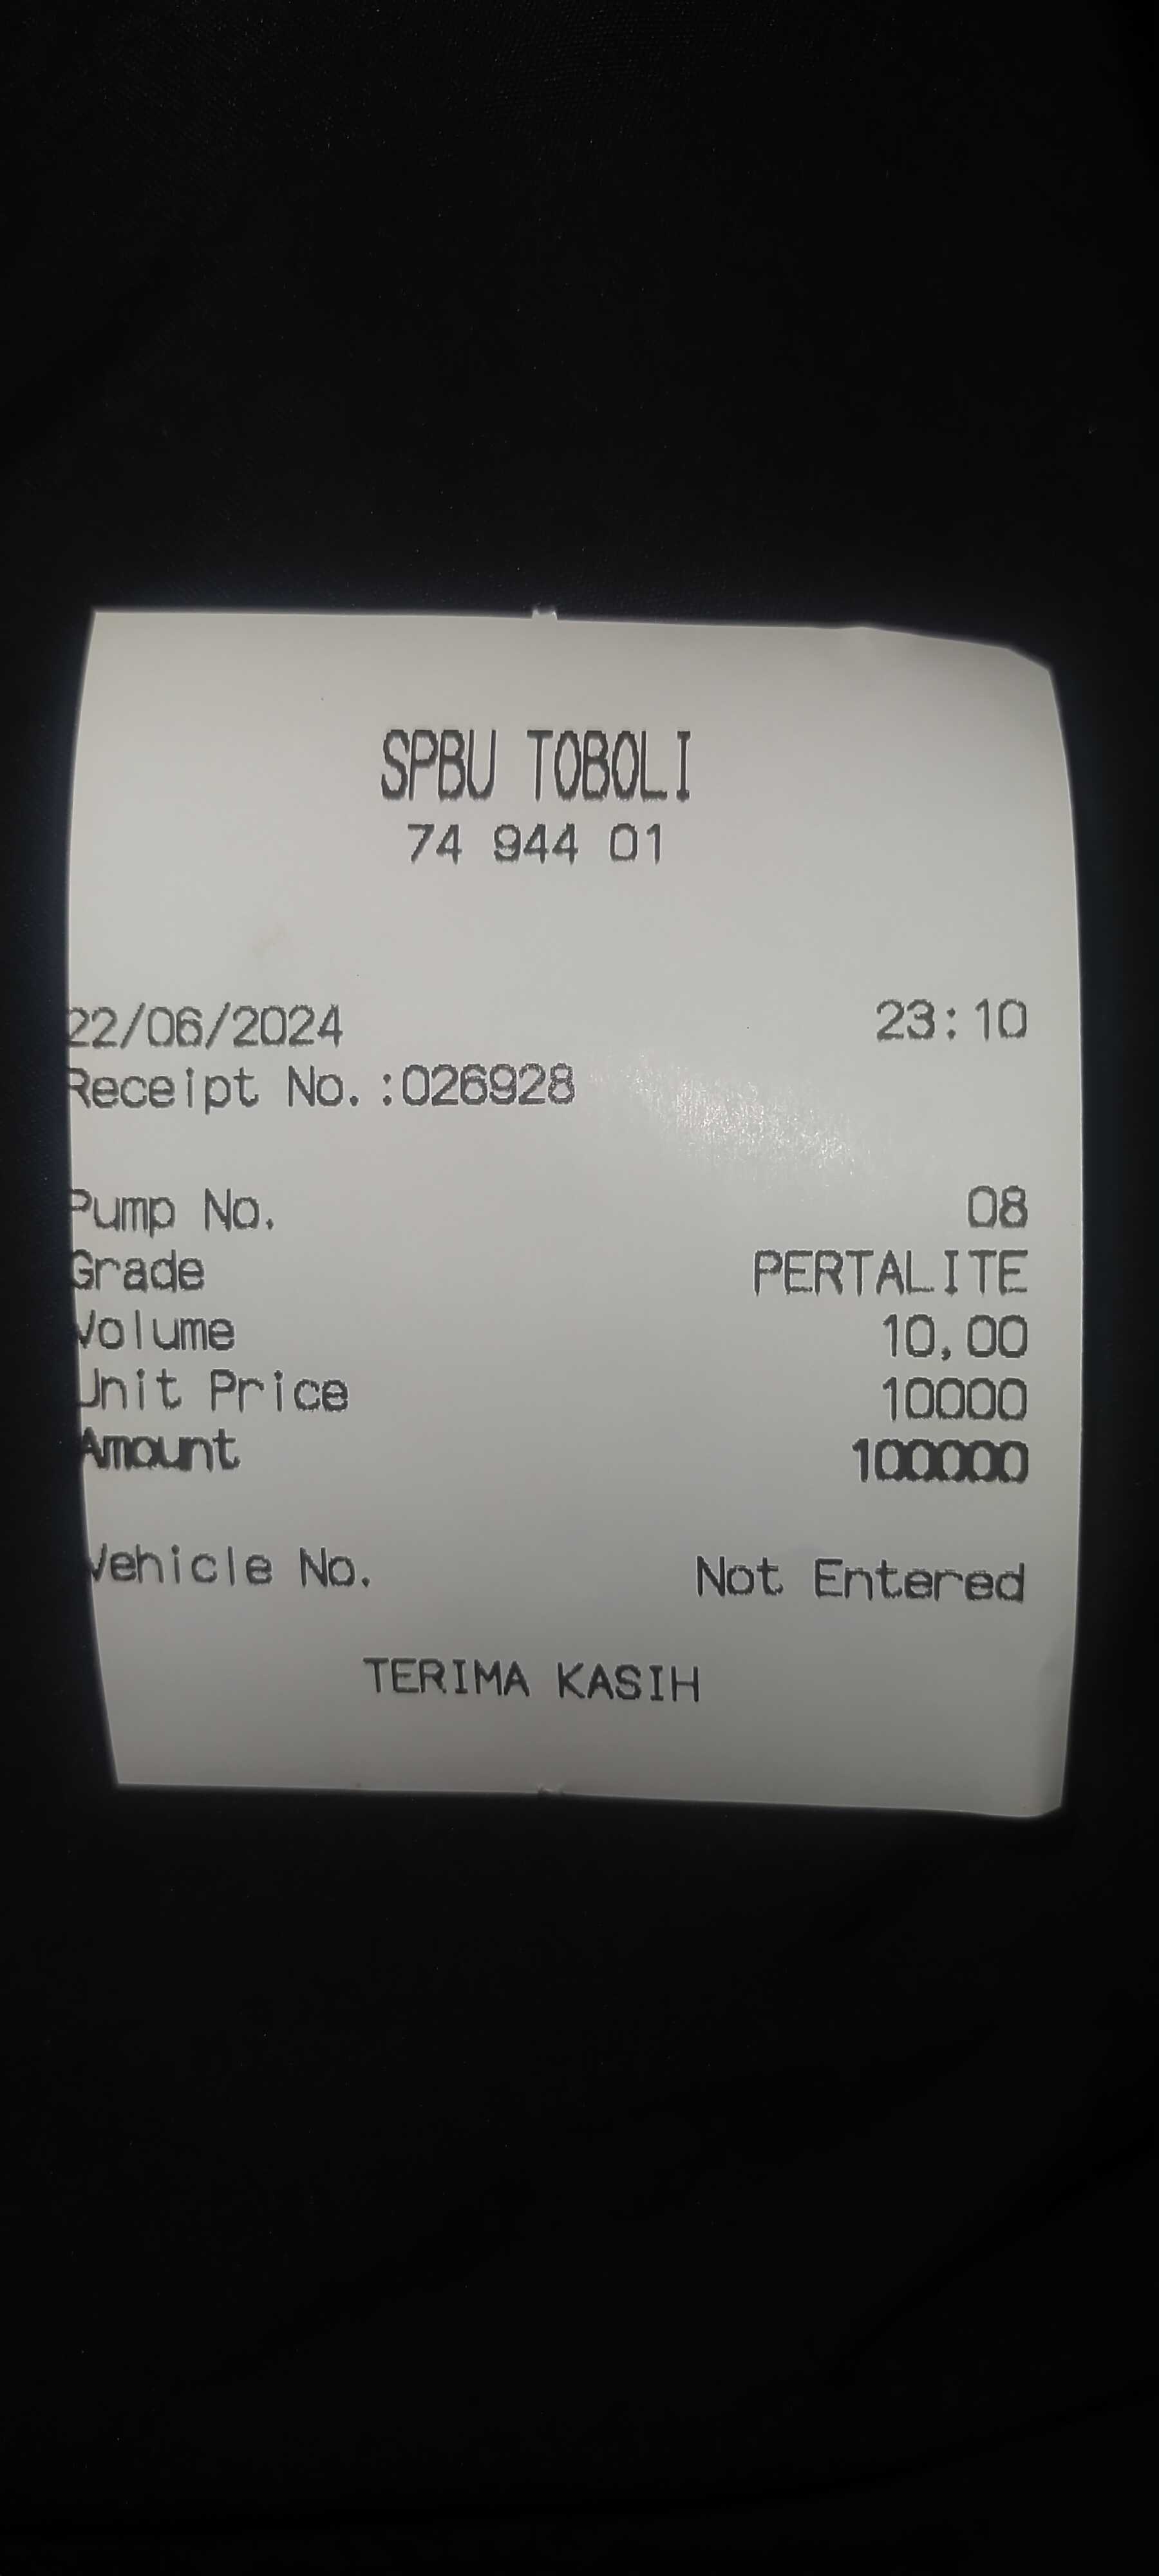 SPBU TOBOLI
74 944 01
22/06/2024 23:10
Receipt No.:026928
Pump No. 08
Grade PERTALITE
Volume 10,00
Unit Price 10000
Amount 100000
Vehicle No. Not Entered
TERIMA KASIH